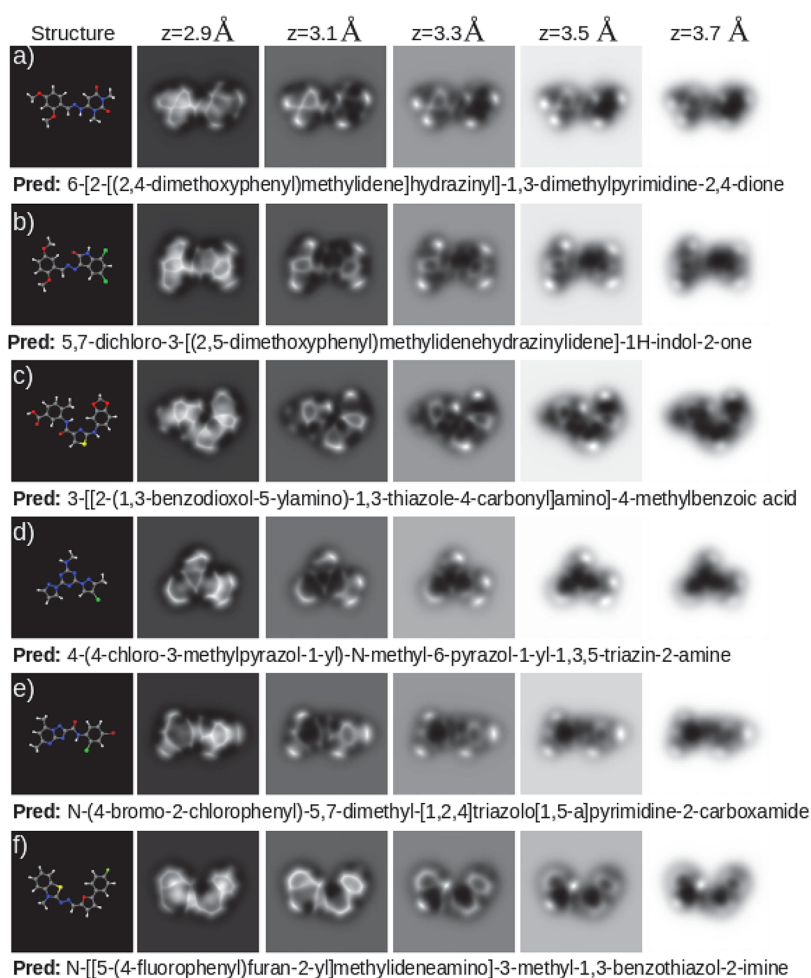 Structure z=2.9 Å z=3.1 Å z=3.3 Å z=3.5 Å z=3.7 Å
a)
Pred: 6-[2-[(2,4-dimethoxyphenyl)methylidene]hydrazinyl]-1,3-dimethylpyrimidine-2,4-dione
b)
Pred: 5,7-dichloro-3-[(2,5-dimethoxyphenyl)methylidenehydrazinylidene]-1H-indol-2-one
c)
Pred: 3-[[2-(1,3-benzodioxol-5-ylamino)-1,3-thiazole-4-carbonyl]amino]-4-methylbenzoic acid
d)
Pred: 4-(4-chloro-3-methylpyrazol-1-yl)-N-methyl-6-pyrazol-1-yl-1,3,5-triazin-2-amine
e)
Pred: N-(4-bromo-2-chlorophenyl)-5,7-dimethyl-[1,2,4]triazolo[1,5-a]pyrimidine-2-carboxamide
f)
Pred: N-[[5-(4-fluorophenyl)furan-2-yl]methylideneamino]-3-methyl-1,3-benzothiazol-2-imine